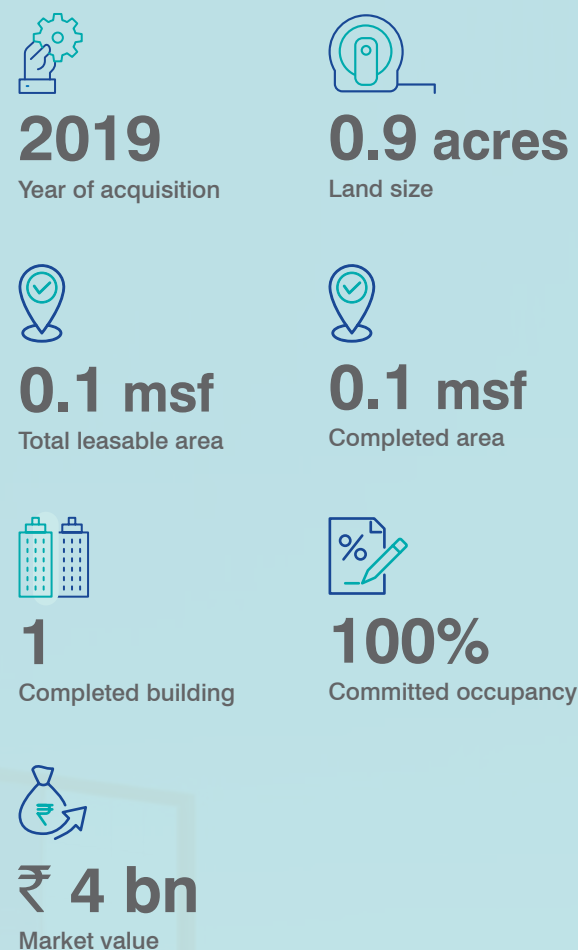 2019
Year of acquisition
0.9 acres
Land size
0.1 msf
Total leasable area
0.1 msf
Completed area
1
Completed building
%
100%
Committed occupancy
₹
₹ 4 bn
Market value